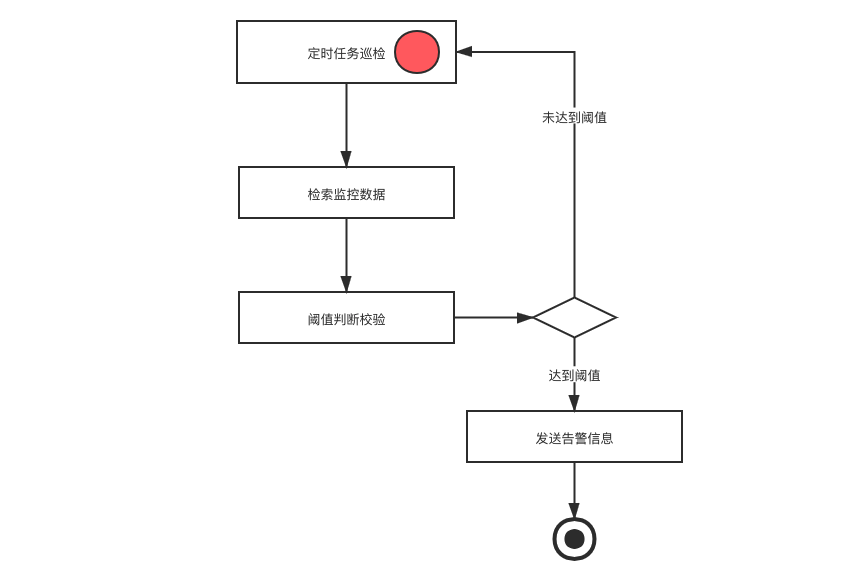 定时任务巡检
未达到阈值
检索监控数据
阈值判断校验
达到阈值
发送告警信息